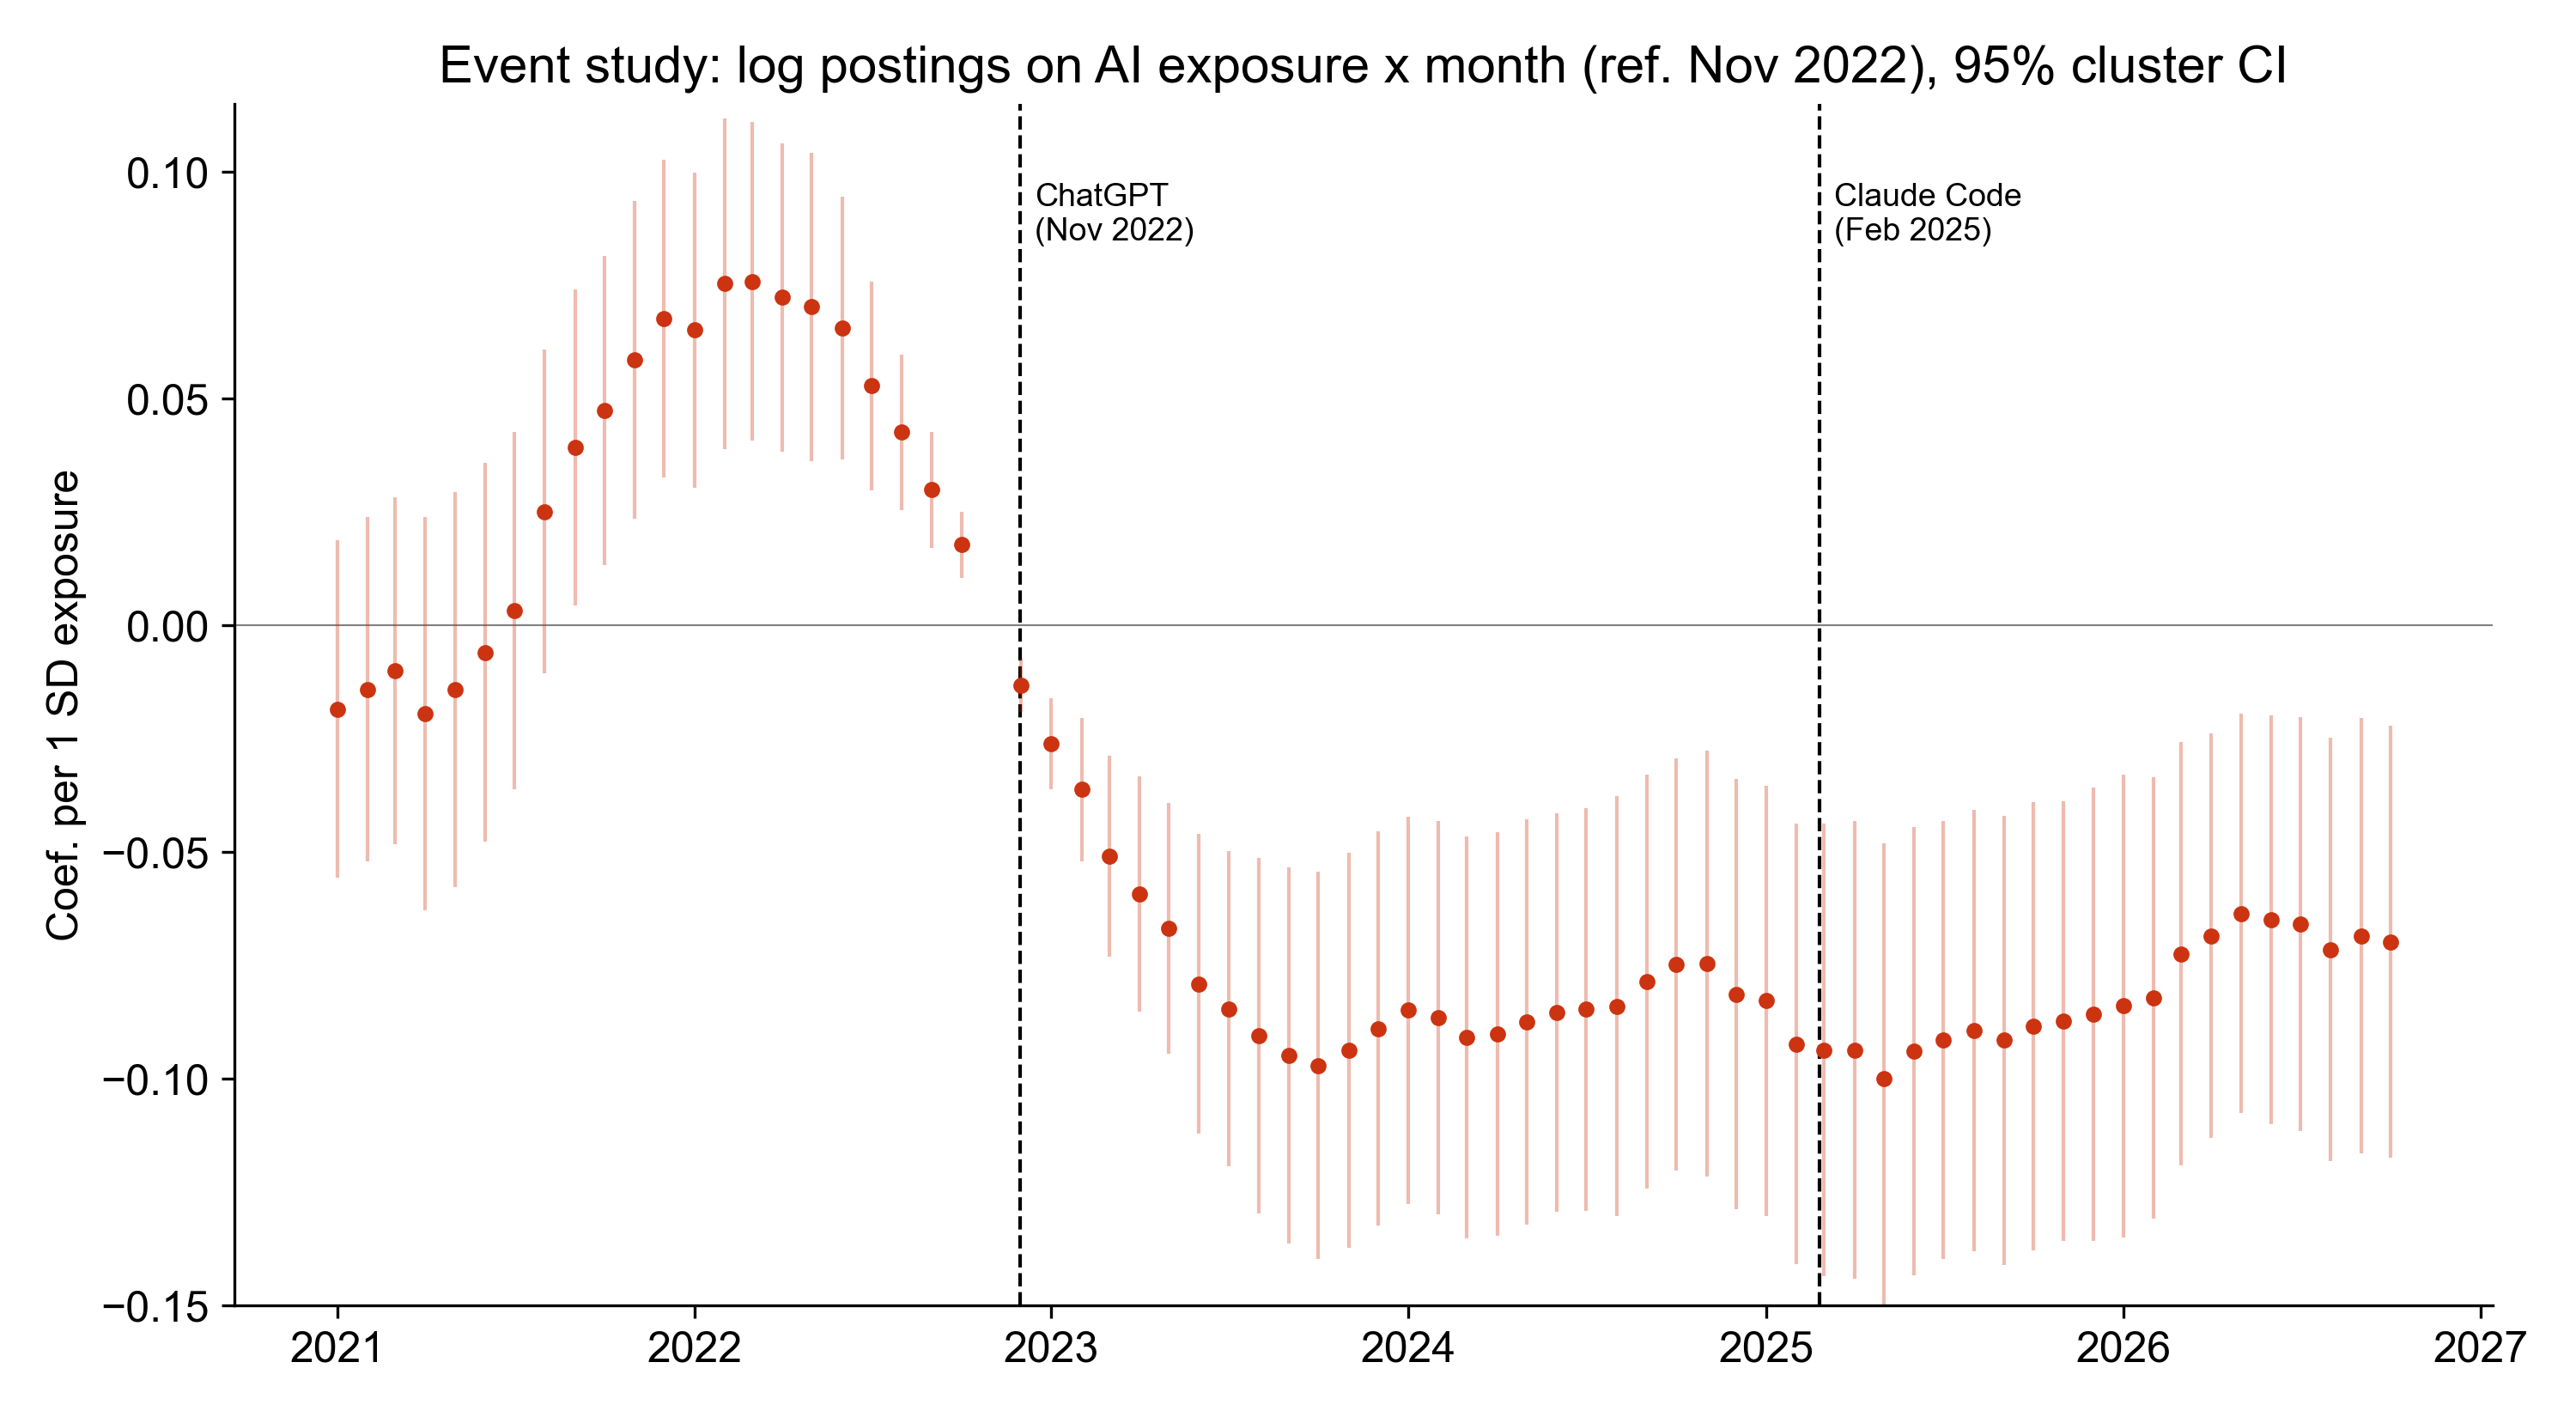 Event study: log postings on AI exposure x month (ref. Nov 2022), 95% cluster CI
Coef. per 1 SD exposure
0.10
0.05
0.00
−0.05
−0.10
−0.15
ChatGPT
(Nov 2022)
Claude Code
(Feb 2025)
2021
2022
2023
2024
2025
2026
2027